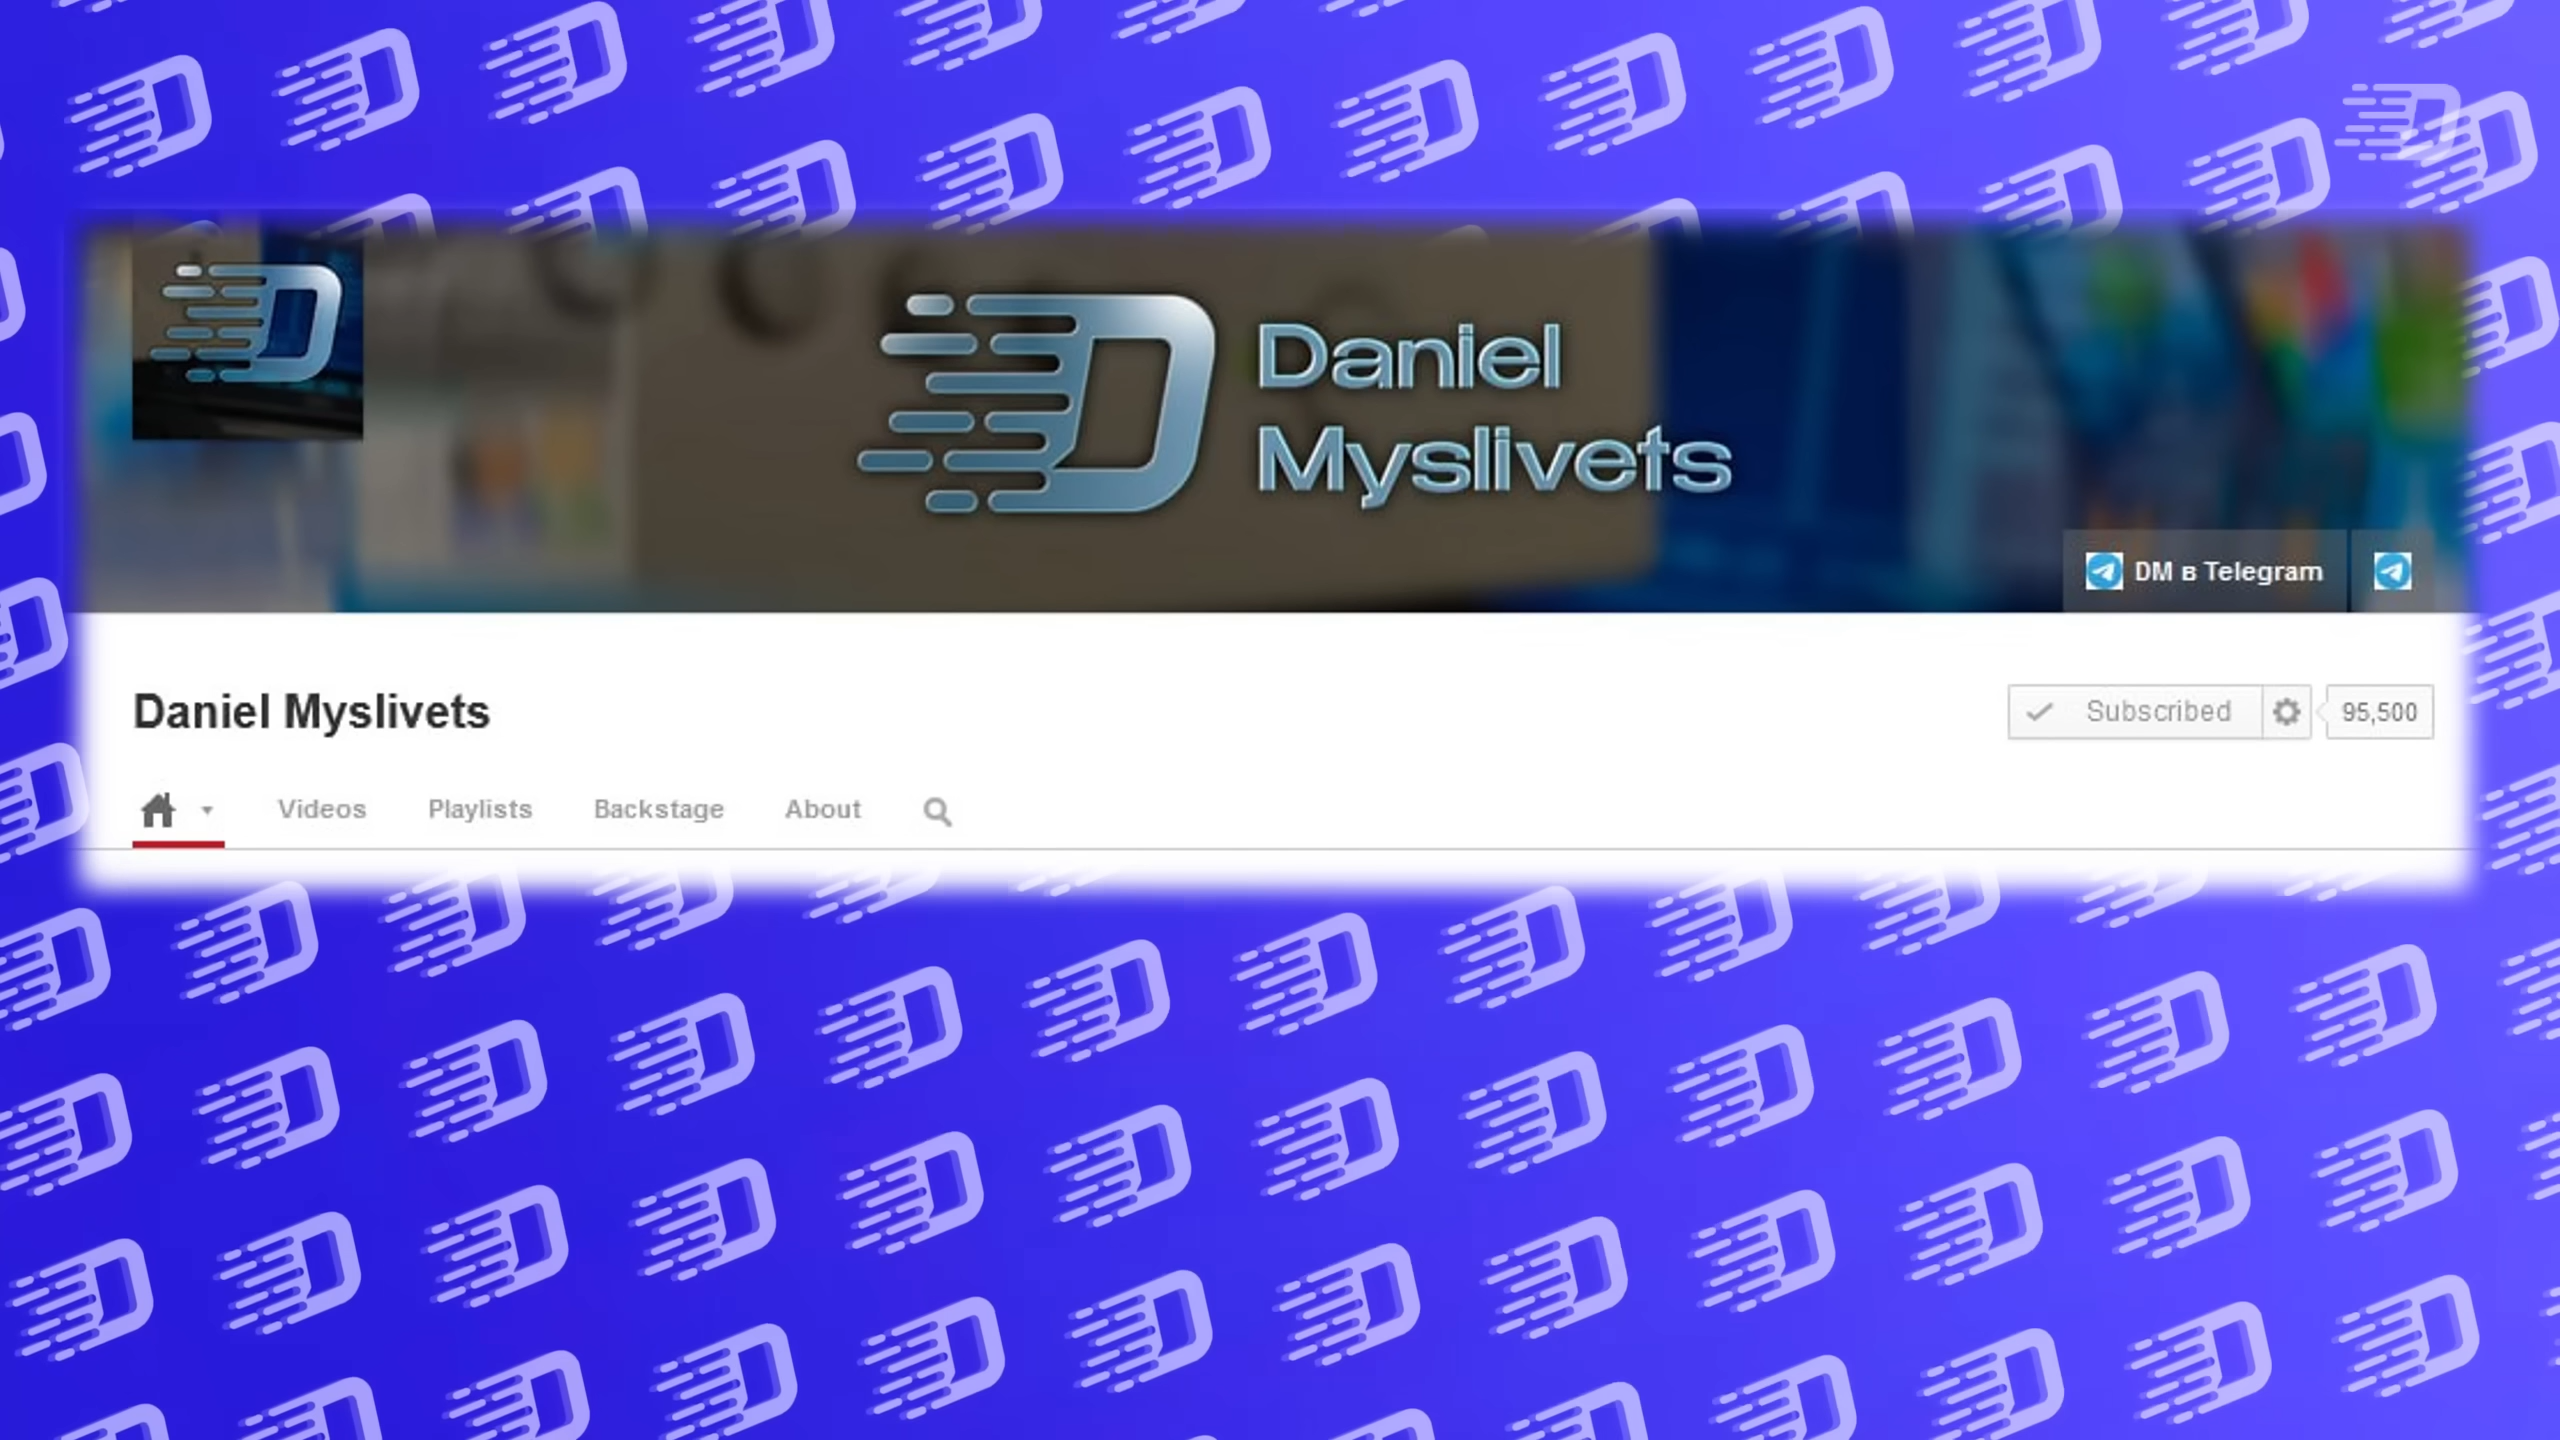 Daniel
Myslivets
DM в Telegram
Daniel Myslivets
Subscribed
95,500
Videos
Playlists
Backstage
About